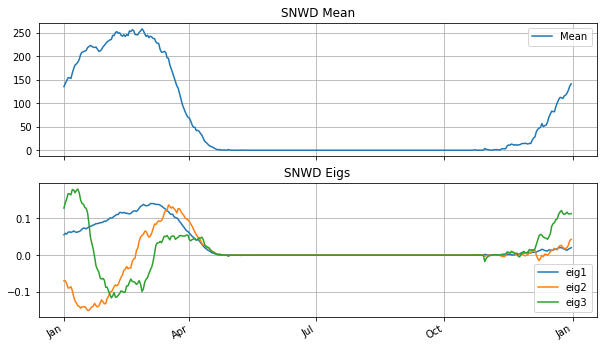 SNWD Mean
250
200
150
100
50
0
Mean
SNWD Eigs
0.1
0.0
−0.1
eig1
eig2
eig3
Jan Apr Jul Oct Jan